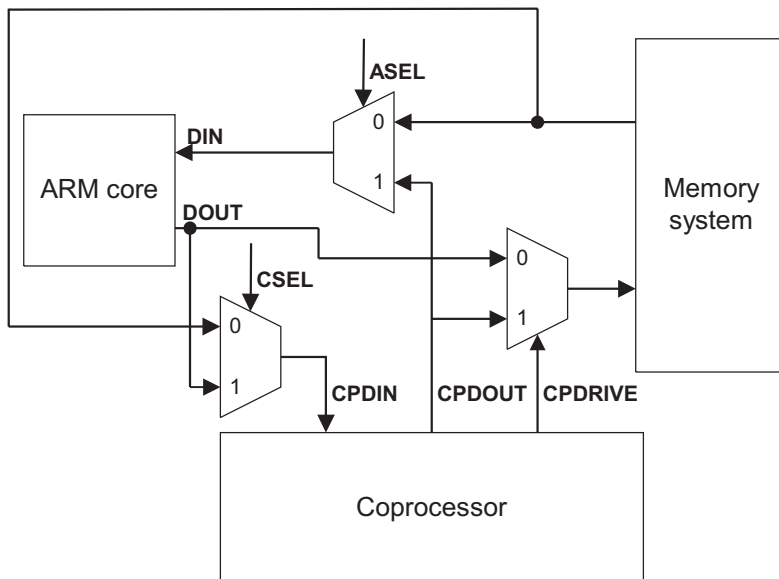 ASEL
0
DIN
1
ARM core
DOUT
Memory
system
0
CSEL
0
1
1
CPDIN
CPDOUT
CPDRIVE
Coprocessor